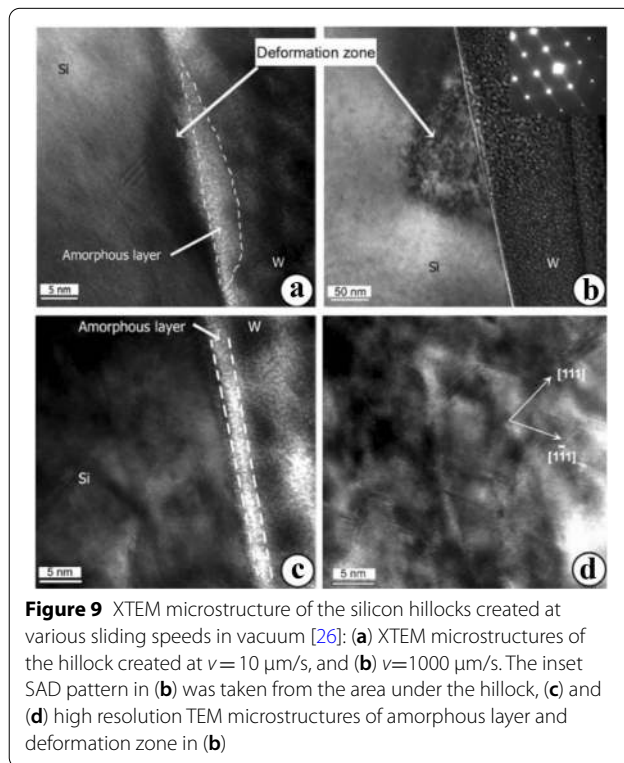 Si
Deformation zone
Amorphous layer
W
5 nm
a
Si
W
50 nm
b
Amorphous layer
W
Si
5 nm
c
[111]
[1̄11]
5 nm
d
Figure 9 XTEM microstructure of the silicon hillocks created at
various sliding speeds in vacuum [26]: (a) XTEM microstructures of
the hillock created at v = 10 μm/s, and (b) v=1000 μm/s. The inset
SAD pattern in (b) was taken from the area under the hillock, (c) and
(d) high resolution TEM microstructures of amorphous layer and
deformation zone in (b)